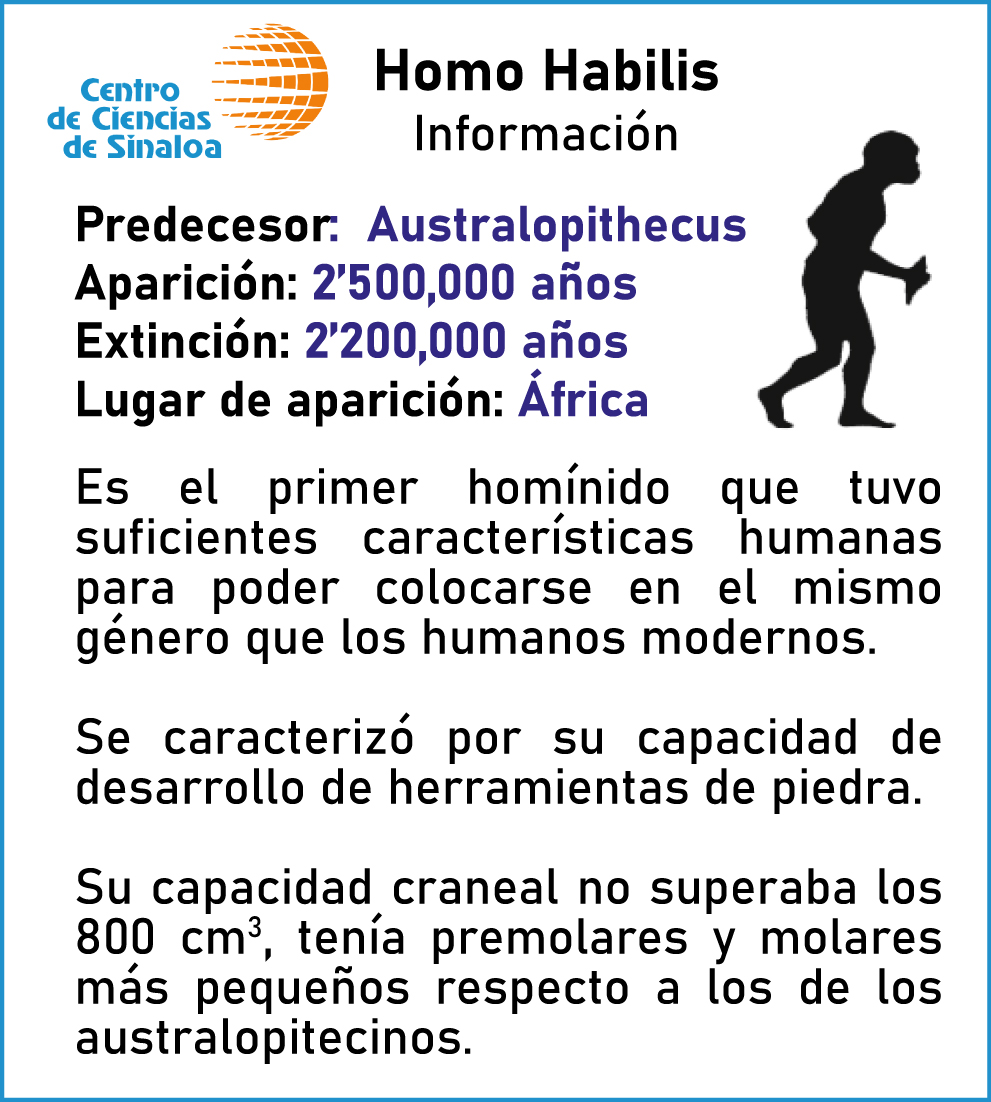 Centro
de Ciencias
de Sinaloa
Homo Habilis
Información
Predecesor:  Australopithecus
Aparición: 2’500,000 años
Extinción: 2’200,000 años
Lugar de aparición: África
Es el primer homínido que tuvo
suficientes características humanas
para poder colocarse en el mismo
género que los humanos modernos.
Se caracterizó por su capacidad de
desarrollo de herramientas de piedra.
Su capacidad craneal no superaba los
800 cm³, tenía premolares y molares
más pequeños respecto a los de los
australopitecinos.